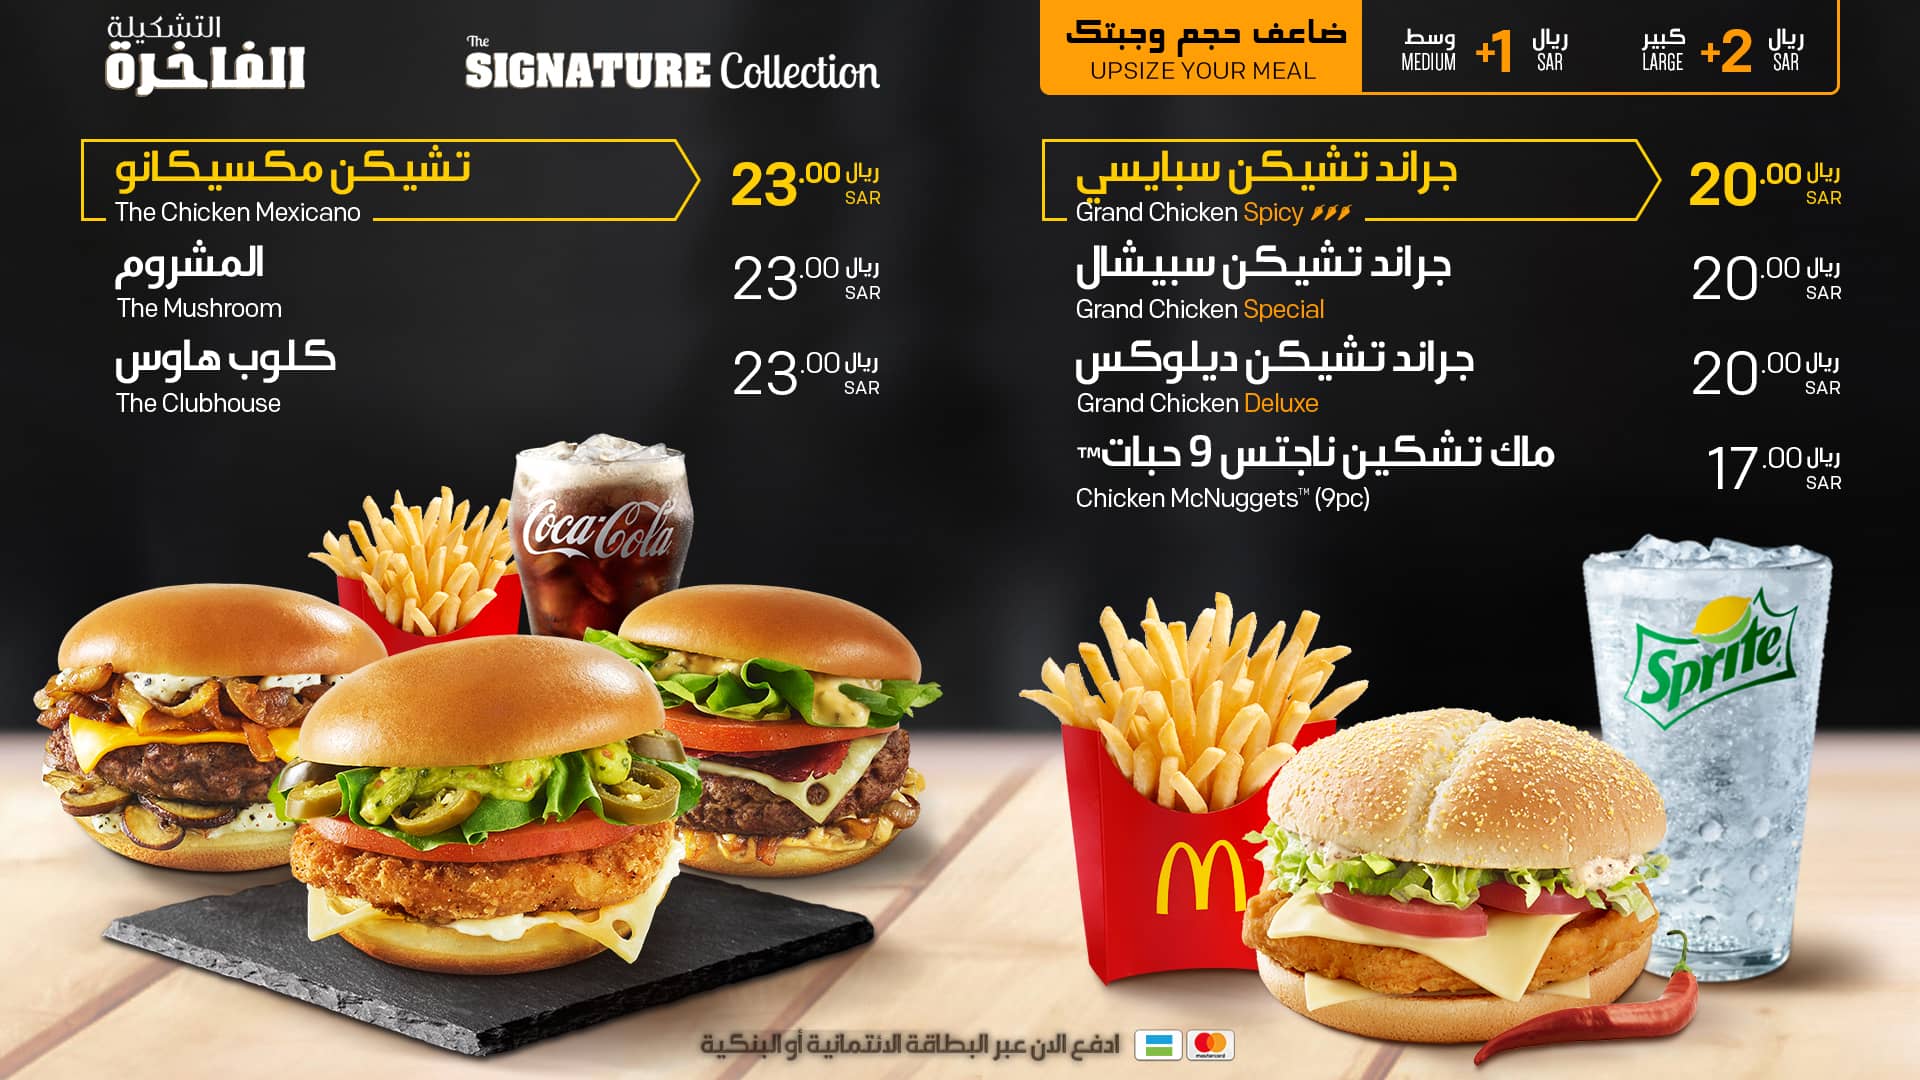 التشكيلة
الفاخرة
The
SIGNATURE Collection
تشيكن مكسيكانو
The Chicken Mexicano
23.00 ريال
SAR
المشروم
The Mushroom
23.00 ريال
SAR
كلوب هاوس
The Clubhouse
23.00 ريال
SAR
Coca-Cola
ضاعف حجم وجبتك
UPSIZE YOUR MEAL
وسط
MEDIUM
+1
ريال
SAR
كبير
LARGE
+2
ريال
SAR
جراند تشيكن سبايسي
Grand Chicken Spicy
20.00 ريال
SAR
جراند تشيكن سبيشال
Grand Chicken Special
20.00 ريال
SAR
جراند تشيكن ديلوكس
Grand Chicken Deluxe
20.00 ريال
SAR
ماك تشكين ناجتس 9 حبات™
Chicken McNuggets™ (9pc)
17.00 ريال
SAR
Sprite
ادفع الان عبر البطاقة الائتمانية أو البنكية
mastercard